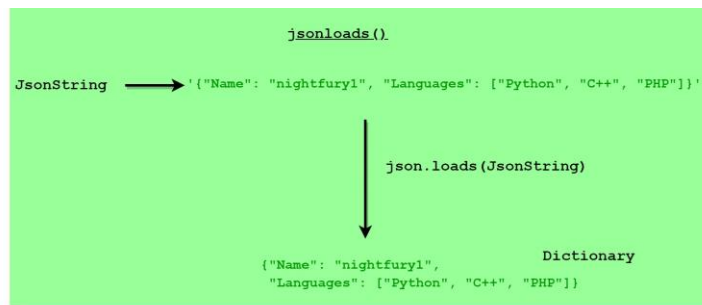 jsonloads()
JsonString
'{"Name": "nightfury1", "Languages": ["Python", "C++", "PHP"]}'
json.loads(JsonString)
Dictionary
{"Name": "nightfury1",
"Languages": ["Python", "C++", "PHP"]}